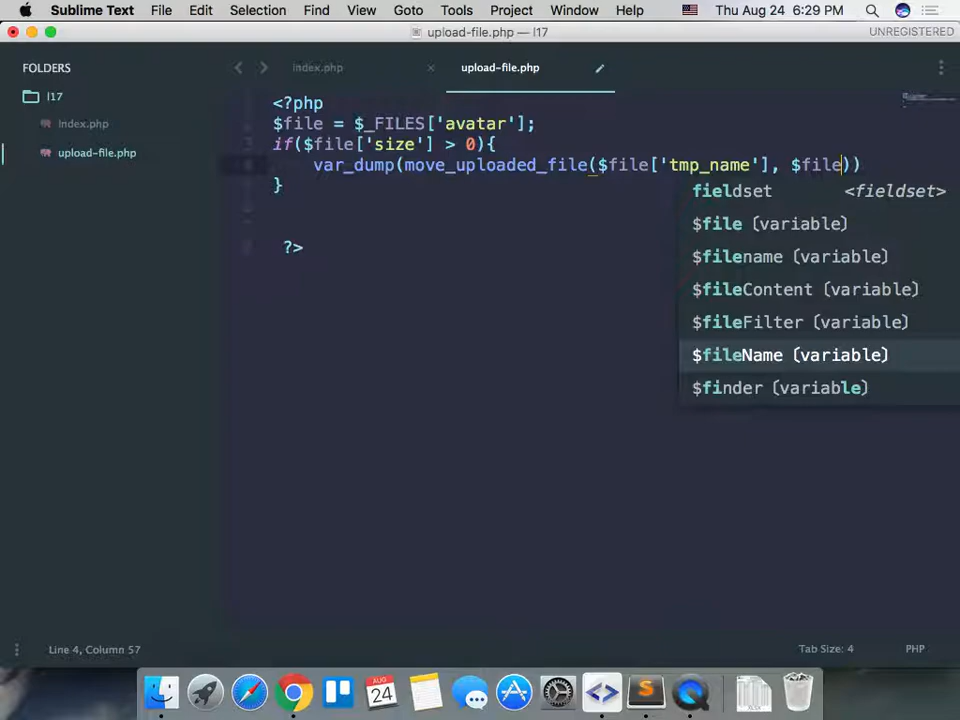 Sublime Text File Edit Selection Find View Goto Tools Project Window Help Thu Aug 24 6:29 PM
upload-file.php — l17 UNREGISTERED
FOLDERS
l17
index.php
upload-file.php
index.php × upload-file.php
<?php
$file = $_FILES['avatar'];
if($file['size'] > 0){
var_dump(move_uploaded_file($file['tmp_name'], $file))
}
?>
fieldset <fieldset>
$file (variable)
$filename (variable)
$fileContent (variable)
$fileFilter (variable)
$fileName (variable)
$finder (variable)
Line 4, Column 57 Tab Size: 4 PHP
AUG
24